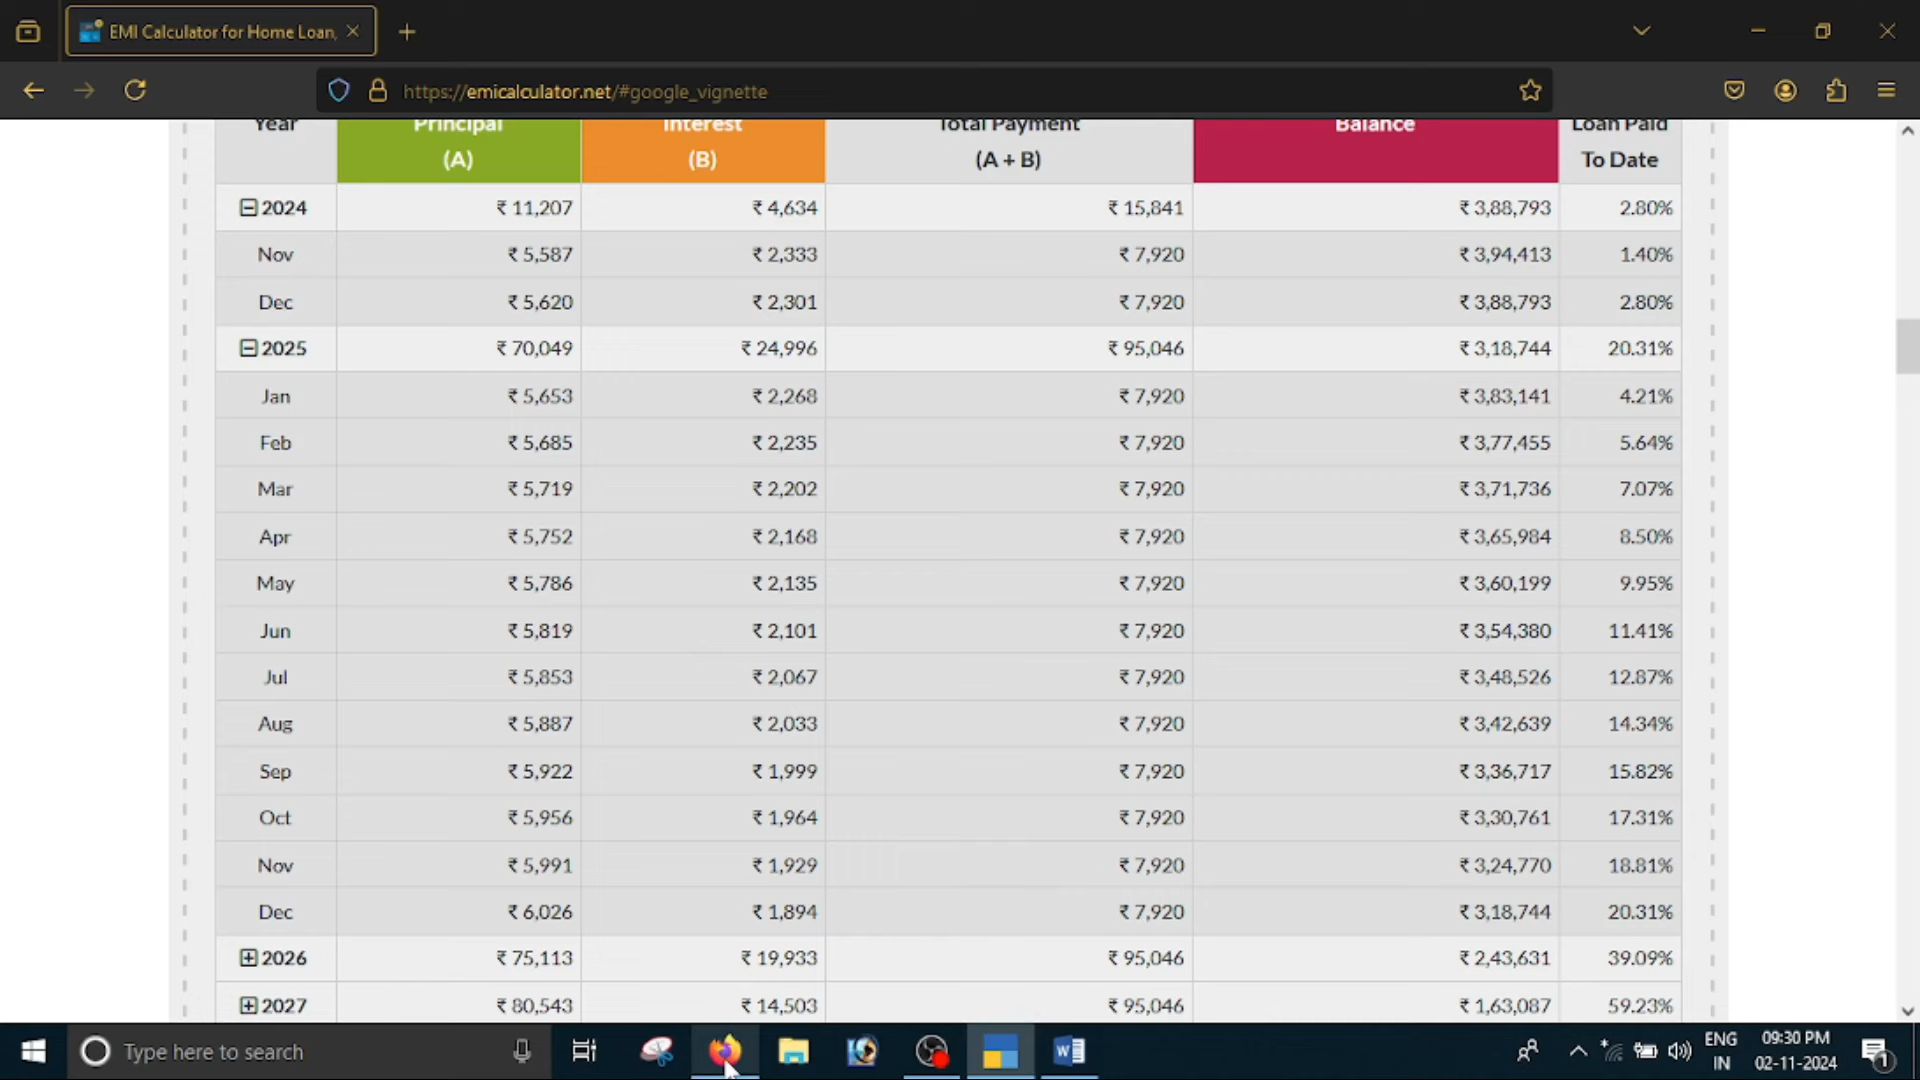 EMI Calculator for Home Loan,
https://emicalculator.net/#google_vignette
Year Principal (A) Interest (B) Total Payment (A + B) Balance Loan Paid To Date
2024 ₹ 11,207 ₹ 4,634 ₹ 15,841 ₹ 3,88,793 2.80%
Nov ₹ 5,587 ₹ 2,333 ₹ 7,920 ₹ 3,94,413 1.40%
Dec ₹ 5,620 ₹ 2,301 ₹ 7,920 ₹ 3,88,793 2.80%
2025 ₹ 70,049 ₹ 24,996 ₹ 95,046 ₹ 3,18,744 20.31%
Jan ₹ 5,653 ₹ 2,268 ₹ 7,920 ₹ 3,83,141 4.21%
Feb ₹ 5,685 ₹ 2,235 ₹ 7,920 ₹ 3,77,455 5.64%
Mar ₹ 5,719 ₹ 2,202 ₹ 7,920 ₹ 3,71,736 7.07%
Apr ₹ 5,752 ₹ 2,168 ₹ 7,920 ₹ 3,65,984 8.50%
May ₹ 5,786 ₹ 2,135 ₹ 7,920 ₹ 3,60,199 9.95%
Jun ₹ 5,819 ₹ 2,101 ₹ 7,920 ₹ 3,54,380 11.41%
Jul ₹ 5,853 ₹ 2,067 ₹ 7,920 ₹ 3,48,526 12.87%
Aug ₹ 5,887 ₹ 2,033 ₹ 7,920 ₹ 3,42,639 14.34%
Sep ₹ 5,922 ₹ 1,999 ₹ 7,920 ₹ 3,36,717 15.82%
Oct ₹ 5,956 ₹ 1,964 ₹ 7,920 ₹ 3,30,761 17.31%
Nov ₹ 5,991 ₹ 1,929 ₹ 7,920 ₹ 3,24,770 18.81%
Dec ₹ 6,026 ₹ 1,894 ₹ 7,920 ₹ 3,18,744 20.31%
2026 ₹ 75,113 ₹ 19,933 ₹ 95,046 ₹ 2,43,631 39.09%
2027 ₹ 80,543 ₹ 14,503 ₹ 95,046 ₹ 1,63,087 59.23%
Type here to search
ENG 09:30 PM
IN 02-11-2024
1